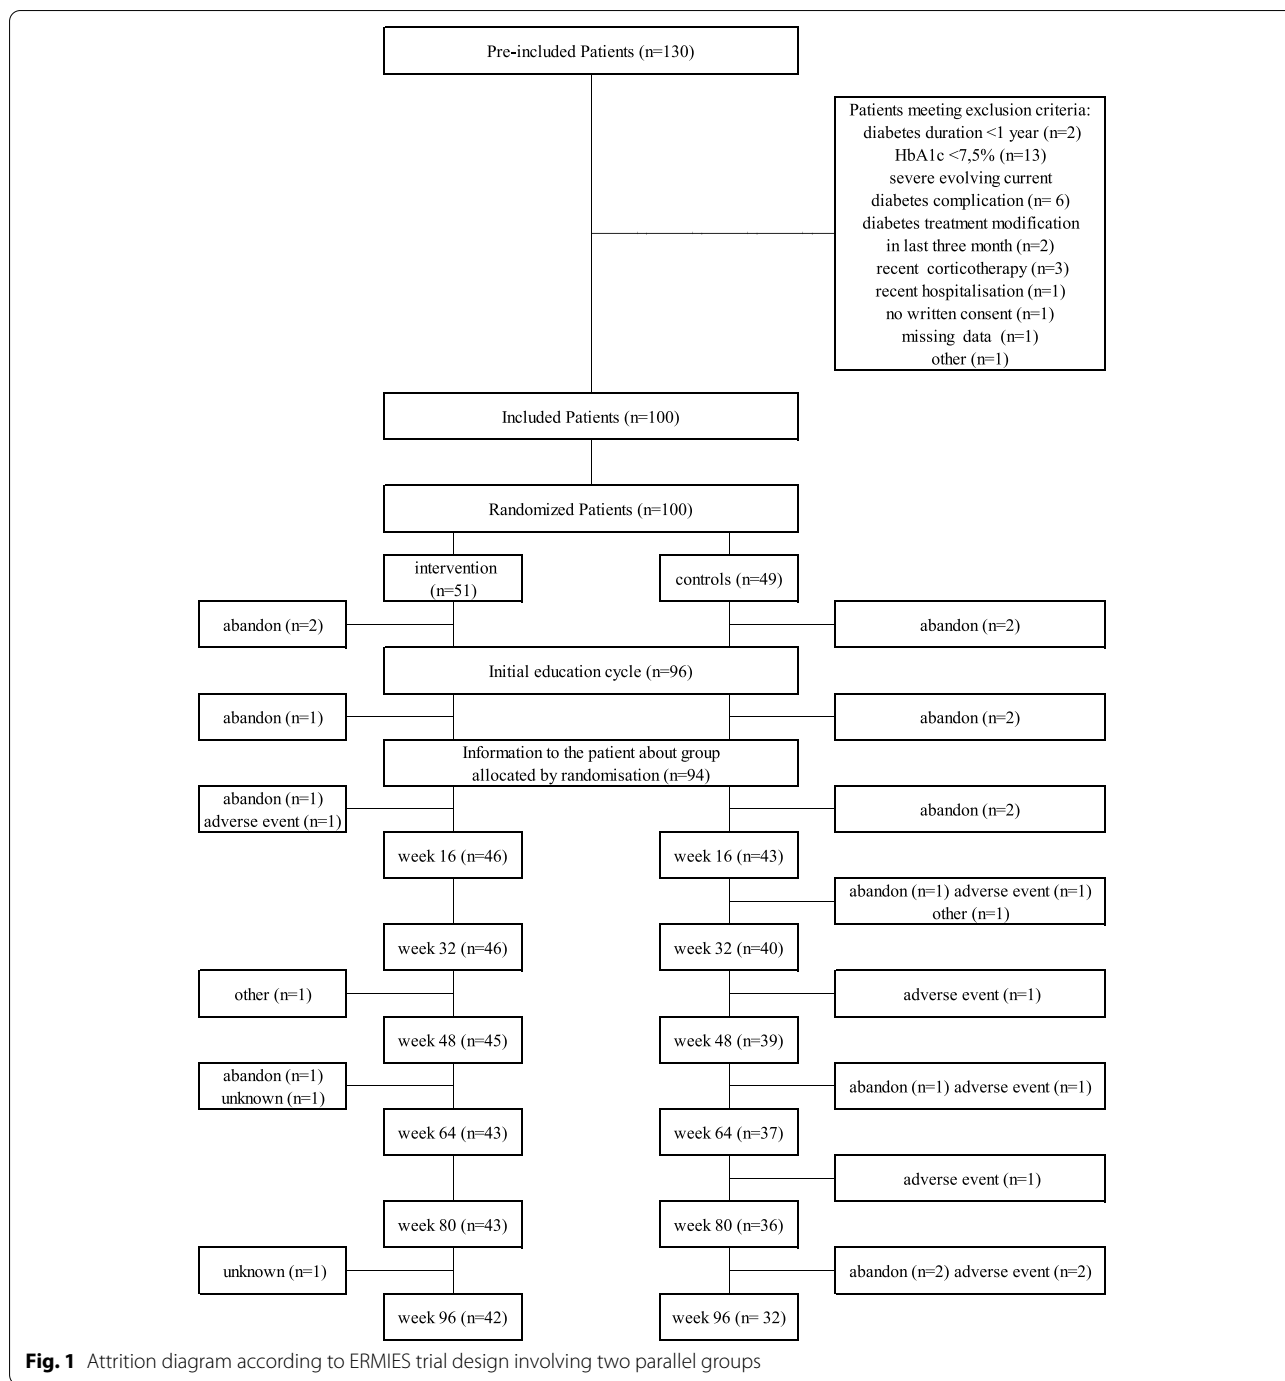 Pre-included Patients (n=130)
Patients meeting exclusion criteria:
diabetes duration <1 year (n=2)
HbA1c <7,5% (n=13)
severe evolving current
diabetes complication (n= 6)
diabetes treatment modification
in last three month (n=2)
recent corticotherapy (n=3)
recent hospitalisation (n=1)
no written consent (n=1)
missing data (n=1)
other (n=1)
Included Patients (n=100)
Randomized Patients (n=100)
intervention
(n=51)
controls (n=49)
abandon (n=2)
abandon (n=2)
Initial education cycle (n=96)
abandon (n=1)
abandon (n=2)
Information to the patient about group
allocated by randomisation (n=94)
abandon (n=1)
adverse event (n=1)
abandon (n=2)
week 16 (n=46)
week 16 (n=43)
abandon (n=1) adverse event (n=1)
other (n=1)
week 32 (n=46)
week 32 (n=40)
other (n=1)
adverse event (n=1)
week 48 (n=45)
week 48 (n=39)
abandon (n=1)
unknown (n=1)
abandon (n=1) adverse event (n=1)
week 64 (n=43)
week 64 (n=37)
adverse event (n=1)
week 80 (n=43)
week 80 (n=36)
unknown (n=1)
abandon (n=2) adverse event (n=2)
week 96 (n=42)
week 96 (n= 32)
Fig. 1 Attrition diagram according to ERMIES trial design involving two parallel groups